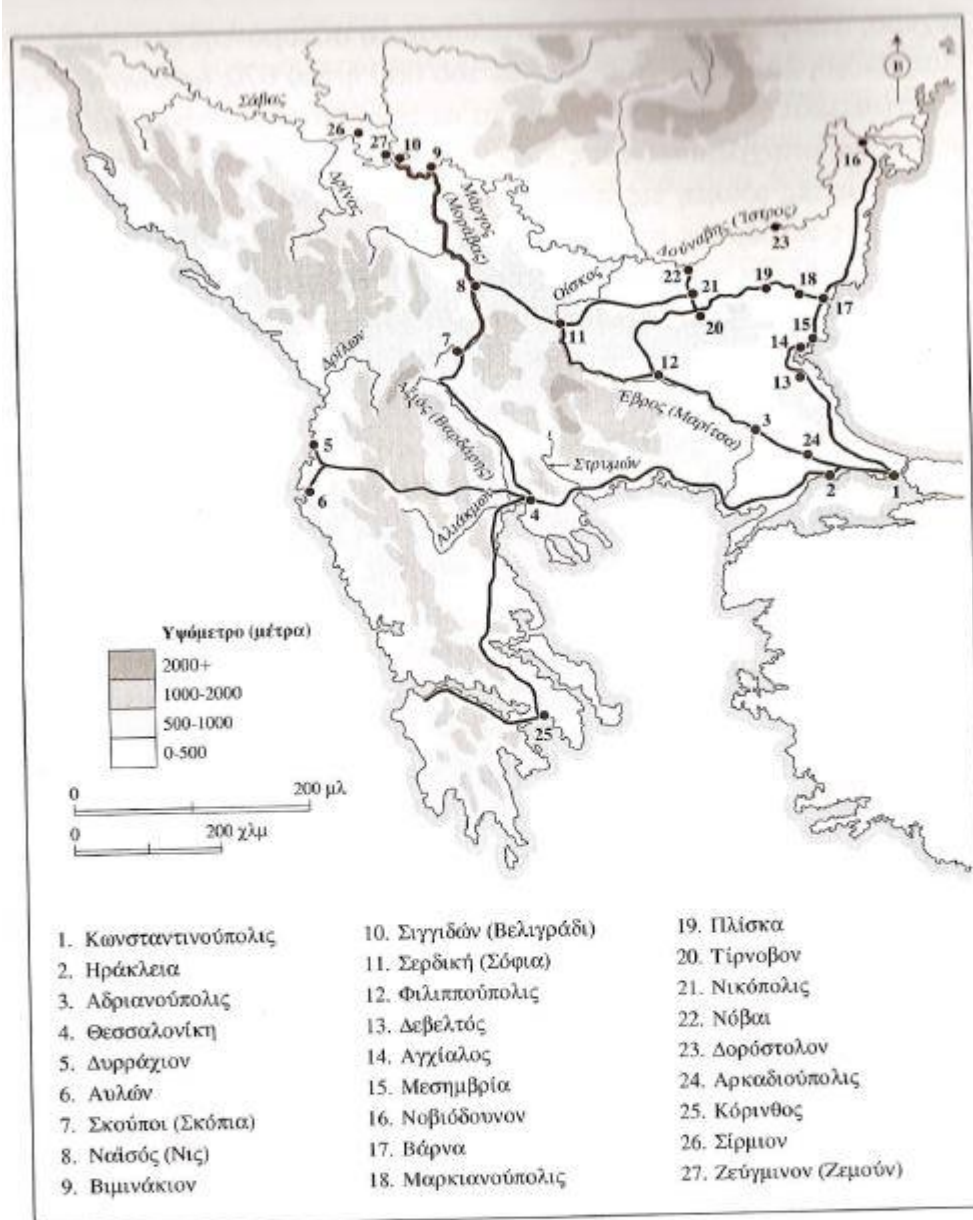 B
Σάβας
26
27
10
9
16
Δρίνας
Μάργος
(Μοράβας)
Δούναβης (Ίστρος)
23
22
21
19
18
17
8
Οίσκος
20
15
11
14
7
12
13
Δρίλων
Αξιός (Βαρδάρης)
Έβρος (Μαρίτσα)
3
24
5
Στρυμών
2
1
6
Αλιάκμων
4
25
Υψόμετρο (μέτρα)
2000+
1000-2000
500-1000
0-500
0 200 μλ
0 200 χλμ
1. Κωνσταντινούπολις
2. Ηράκλεια
3. Αδριανούπολις
4. Θεσσαλονίκη
5. Δυρράχιον
6. Αυλών
7. Σκούποι (Σκόπια)
8. Ναϊσός (Νις)
9. Βιμινάκιον
10. Σιγγιδών (Βελιγράδι)
11. Σερδική (Σόφια)
12. Φιλιππούπολις
13. Δεβελτός
14. Αγχίαλος
15. Μεσημβρία
16. Νοβιόδουνον
17. Βάρνα
18. Μαρκιανούπολις
19. Πλίσκα
20. Τίρνοβον
21. Νικόπολις
22. Νόβαι
23. Δορόστολον
24. Αρκαδιούπολις
25. Κόρινθος
26. Σίρμιον
27. Ζεύγμινον (Ζεμούν)